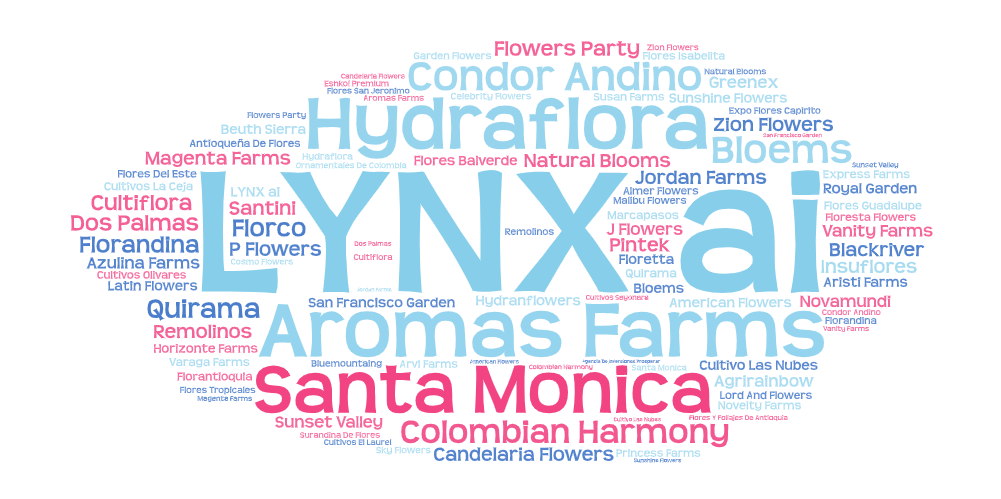 Flowers Party
Zion Flowers
Garden Flowers
Flores Isabelita
Condor Andino
Natural Blooms
Candelaria Flowers
Eshkol Premium
Greenex
Flores San Jeronimo
Aromas Farms
Celebrity Flowers
Susan Farms
Sunshine Flowers
Hydraflora
Expo Flores Capirito
Flowers Party
Zion Flowers
Beuth Sierra
San Francisco Garden
Antioqueña De Flores
Bloems
Magenta Farms
Hydraflora
Flores Balverde
Natural Blooms
Ornamentales De Colombia
Sunset Valley
Flores Del Este
LYNX ai
Jordan Farms
Express Farms
Cultivos La Ceja
LYNX ai
Almer Flowers
Royal Garden
Cultiflora
Santini
Malibu Flowers
Flores Guadalupe
Dos Palmas
Marcapasos
Floresta Flowers
Florco
Remolinos
J Flowers
Vanity Farms
Florandina
P Flowers
Dos Palmas
Pintek
Blackriver
Azulina Farms
Cosmo Flowers
Cultiflora
Floretta
Insuflores
Cultivos Olivares
Quirama
Latin Flowers
Jordan Farms
Bloems
Aristi Farms
Quirama
San Francisco Garden
Hydranflowers
Cultivos Sayonara
American Flowers
Novamundi
Aromas Farms
Condor Andino
Remolinos
Florandina
Vanity Farms
Horizonte Farms
Varaga Farms
Bluemountaing
Arvi Farms
American Flowers
Colombian Harmony
Santa Monica
Cultivo Las Nubes
Florantioquia
Santa Monica
Agrirainbow
Flores Tropicales
Lord And Flowers
Magenta Farms
Novelty Farms
Sunset Valley
Cultivo Las Nubes
Flores Y Follajes De Antioquia
Surandina De Flores
Colombian Harmony
Cultivos El Laurel
Sky Flowers
Candelaria Flowers
Princess Farms
Sunshine Flowers